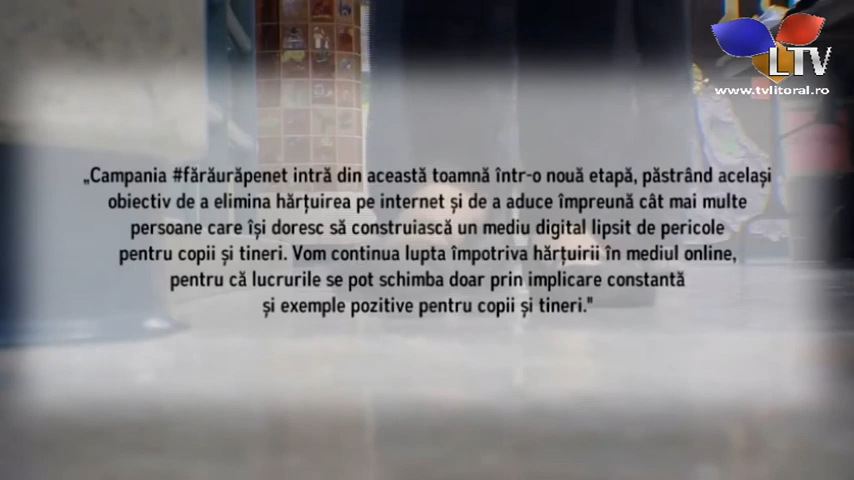 LTV
www.tvlitoral.ro
„Campania #fărăurăpenet intră din această toamnă într-o nouă etapă, păstrând același
obiectiv de a elimina hărțuirea pe internet și de a aduce împreună cât mai multe
persoane care își doresc să construiască un mediu digital lipsit de pericole
pentru copii și tineri. Vom continua lupta împotriva hărțuirii în mediul online,
pentru că lucrurile se pot schimba doar prin implicare constantă
și exemple pozitive pentru copii și tineri."